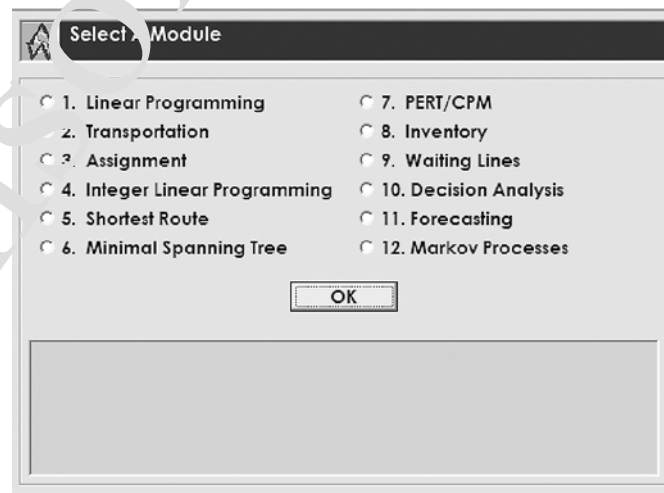 Select A Module
1. Linear Programming
2. Transportation
3. Assignment
4. Integer Linear Programming
5. Shortest Route
6. Minimal Spanning Tree
7. PERT/CPM
8. Inventory
9. Waiting Lines
10. Decision Analysis
11. Forecasting
12. Markov Processes
OK